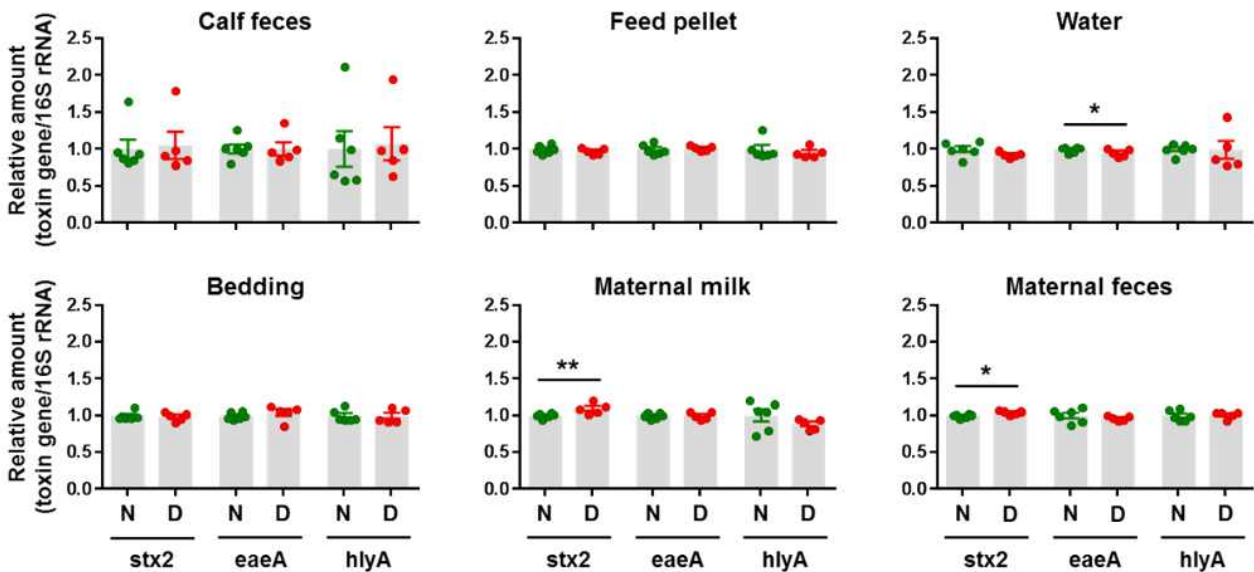 Calf feces
Feed pellet
Water
Relative amount
(toxin gene/16S rRNA)
2.5
2.0
1.5
1.0
0.5
0.0
2.5
2.0
1.5
1.0
0.5
0.0
2.5
2.0
1.5
1.0
0.5
0.0
*
Bedding
Maternal milk
Maternal feces
Relative amount
(toxin gene/16S rRNA)
2.5
2.0
1.5
1.0
0.5
0.0
2.5
2.0
1.5
1.0
0.5
0.0
**
2.5
2.0
1.5
1.0
0.5
0.0
*
N D N D N D
stx2 eaeA hlyA
N D N D N D
stx2 eaeA hlyA
N D N D N D
stx2 eaeA hlyA